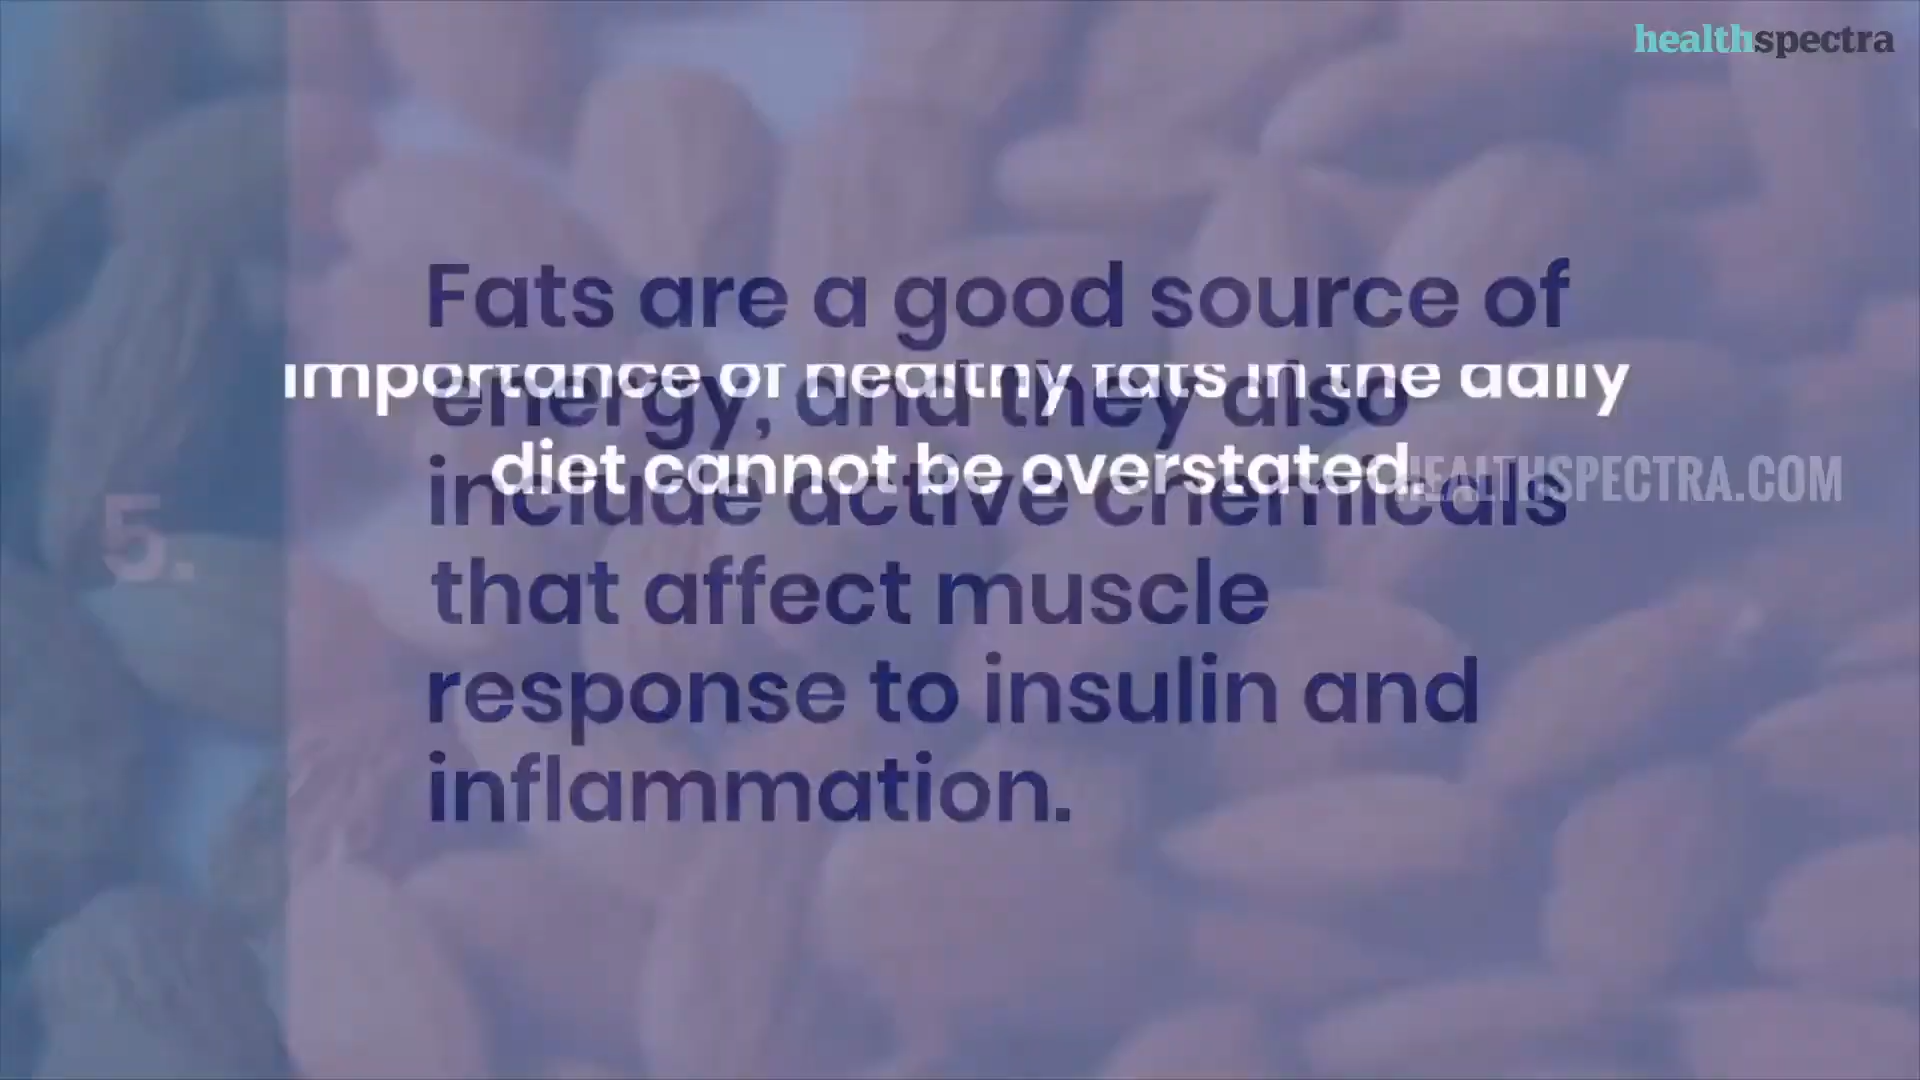 healthspectra
Fats are a good source of
importance of healthy fats in the daily
energy, and they also
diet cannot be overstated.
HEALTHSPECTRA.COM
include active chemicals
5.
that affect muscle
response to insulin and
inflammation.